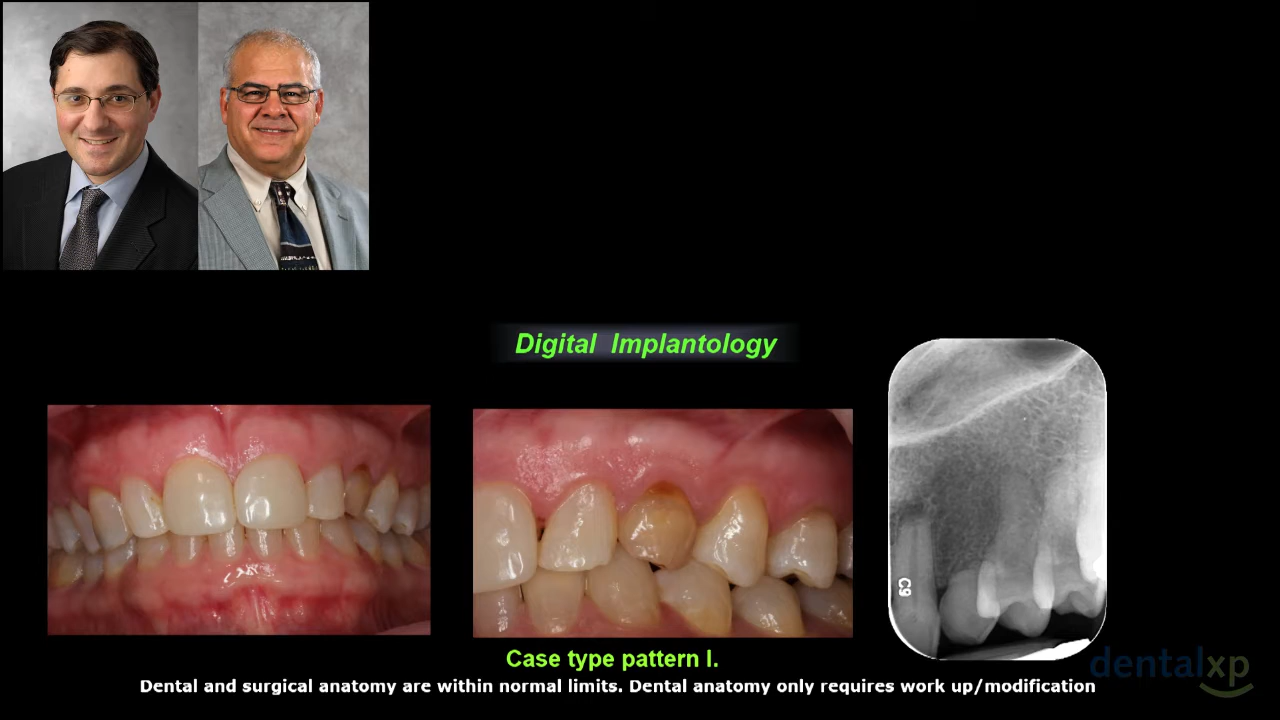 Digital Implantology
C9
Case type pattern I.
Dental and surgical anatomy are within normal limits. Dental anatomy only requires work up/modification
dentalxp